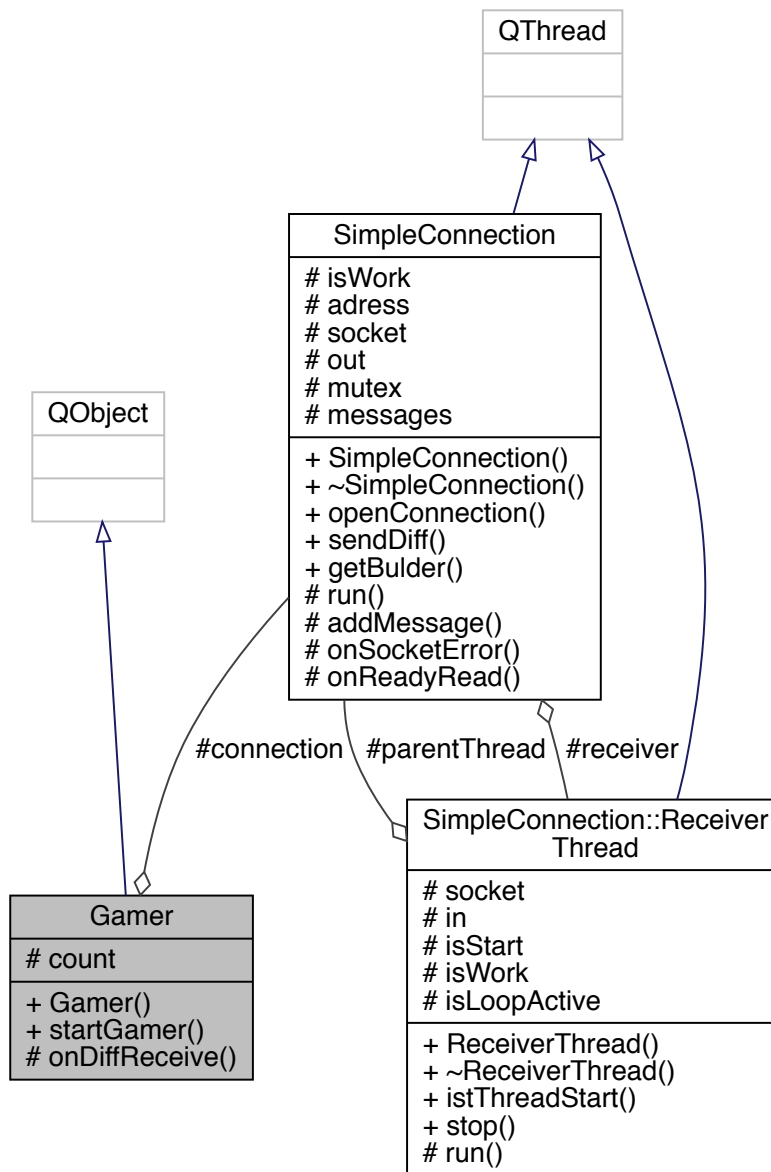 QThread
SimpleConnection
# isWork
# adress
# socket
# out
# mutex
# messages
+ SimpleConnection()
+ ~SimpleConnection()
+ openConnection()
+ sendDiff()
+ getBulder()
# run()
# addMessage()
# onSocketError()
# onReadyRead()
QObject
#connection
#parentThread
#receiver
Gamer
# count
+ Gamer()
+ startGamer()
# onDiffReceive()
SimpleConnection::Receiver
Thread
# socket
# in
# isStart
# isWork
# isLoopActive
+ ReceiverThread()
+ ~ReceiverThread()
+ istThreadStart()
+ stop()
# run()